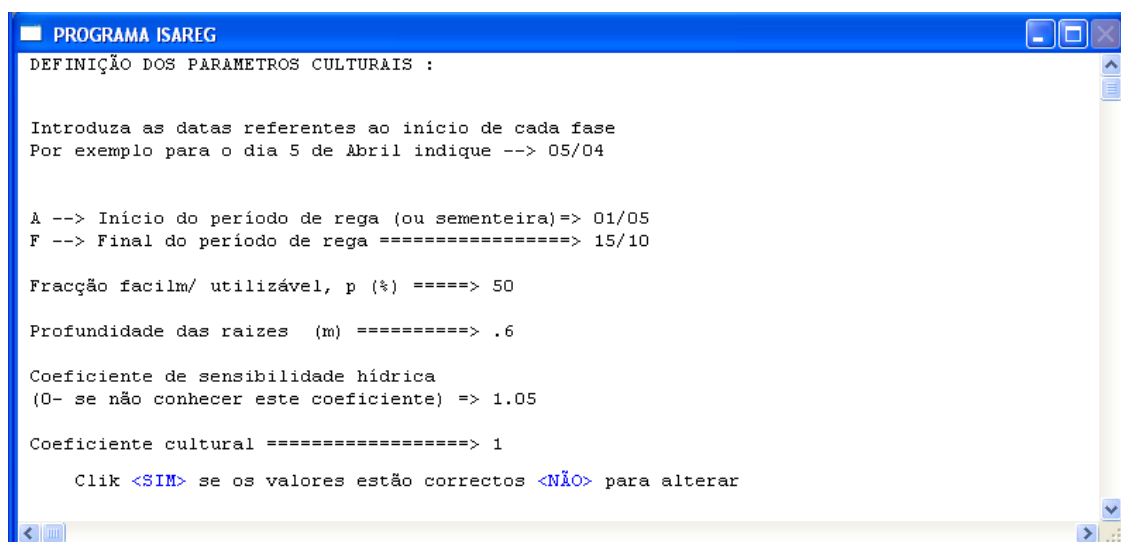 PROGRAMA ISAREG
DEFINIÇÃO DOS PARAMETROS CULTURAIS :
Introduza as datas referentes ao início de cada fase
Por exemplo para o dia 5 de Abril indique --> 05/04
A --> Início do período de rega (ou sementeira)=> 01/05
F --> Final do período de rega =================> 15/10
Fracção facilm/ utilizável, p (%) =====> 50
Profundidade das raizes  (m) ==========> .6
Coeficiente de sensibilidade hídrica
(0- se não conhecer este coeficiente) => 1.05
Coeficiente cultural ==================> 1
Clik <SIM> se os valores estão correctos <NÃO> para alterar